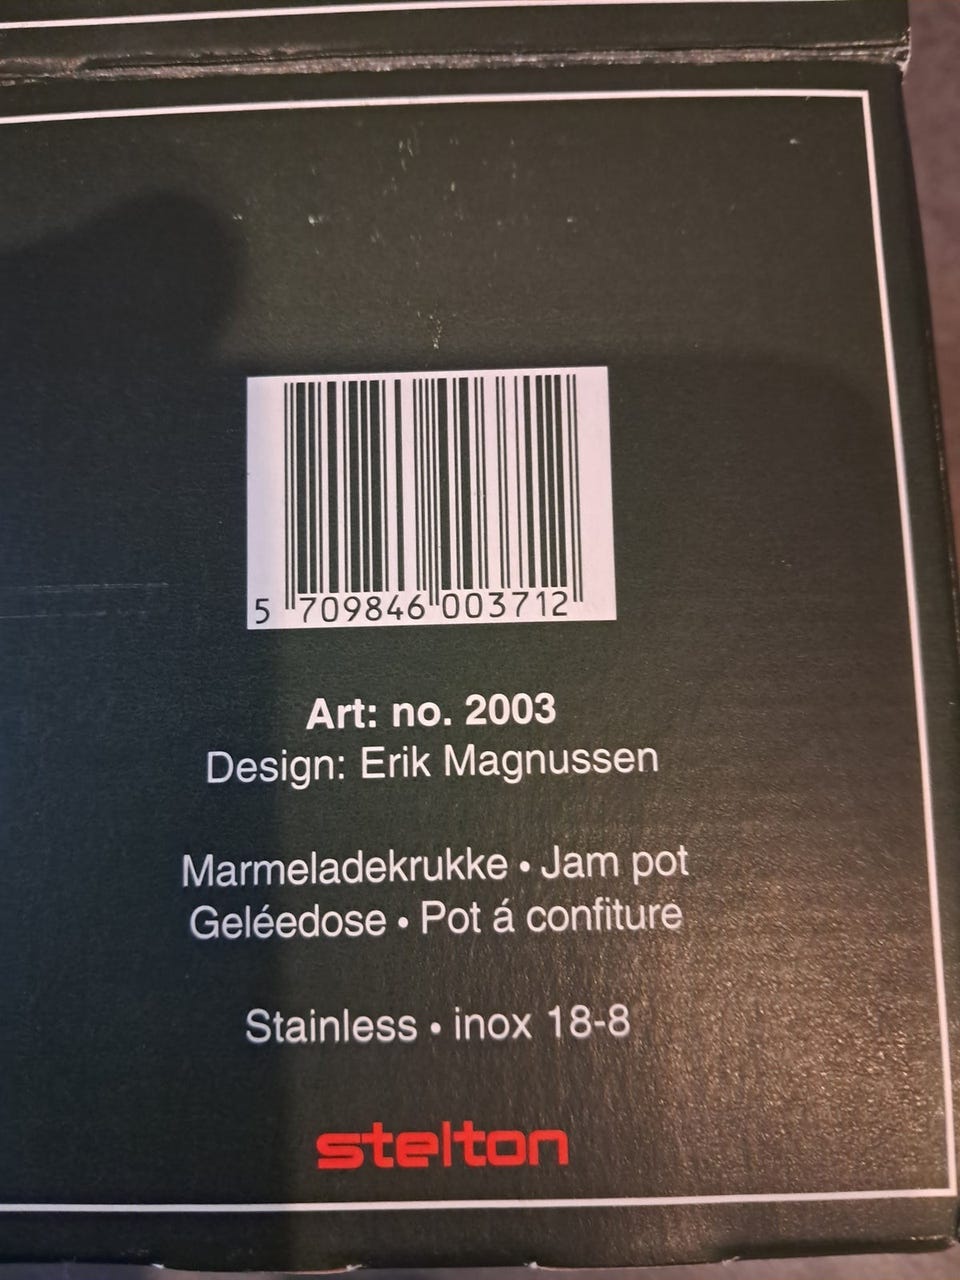 5 709846 003712
Art: no. 2003
Design: Erik Magnussen
Marmeladekrukke • Jam pot
Geléedose • Pot á confiture
Stainless • inox 18-8
stelton